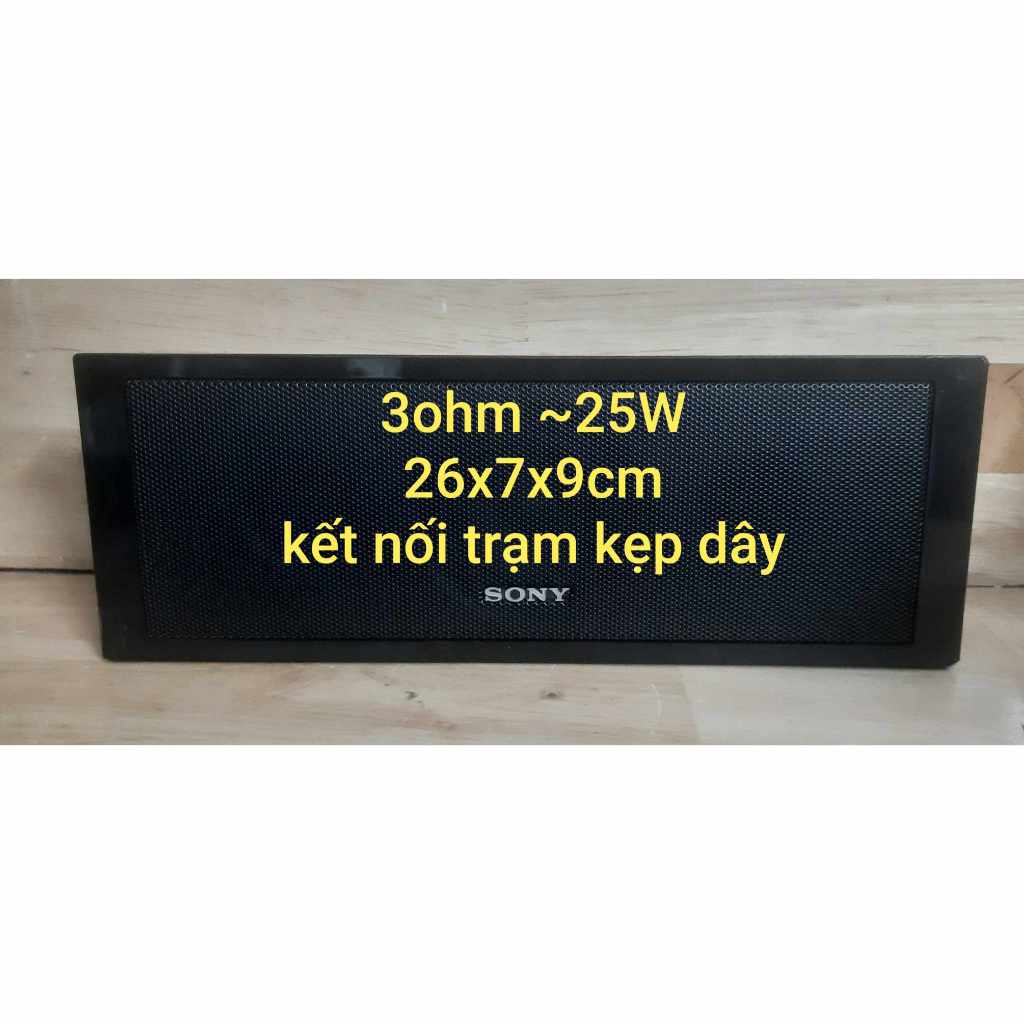 3ohm ~25W
26x7x9cm
kết nối trạm kẹp dây
SONY